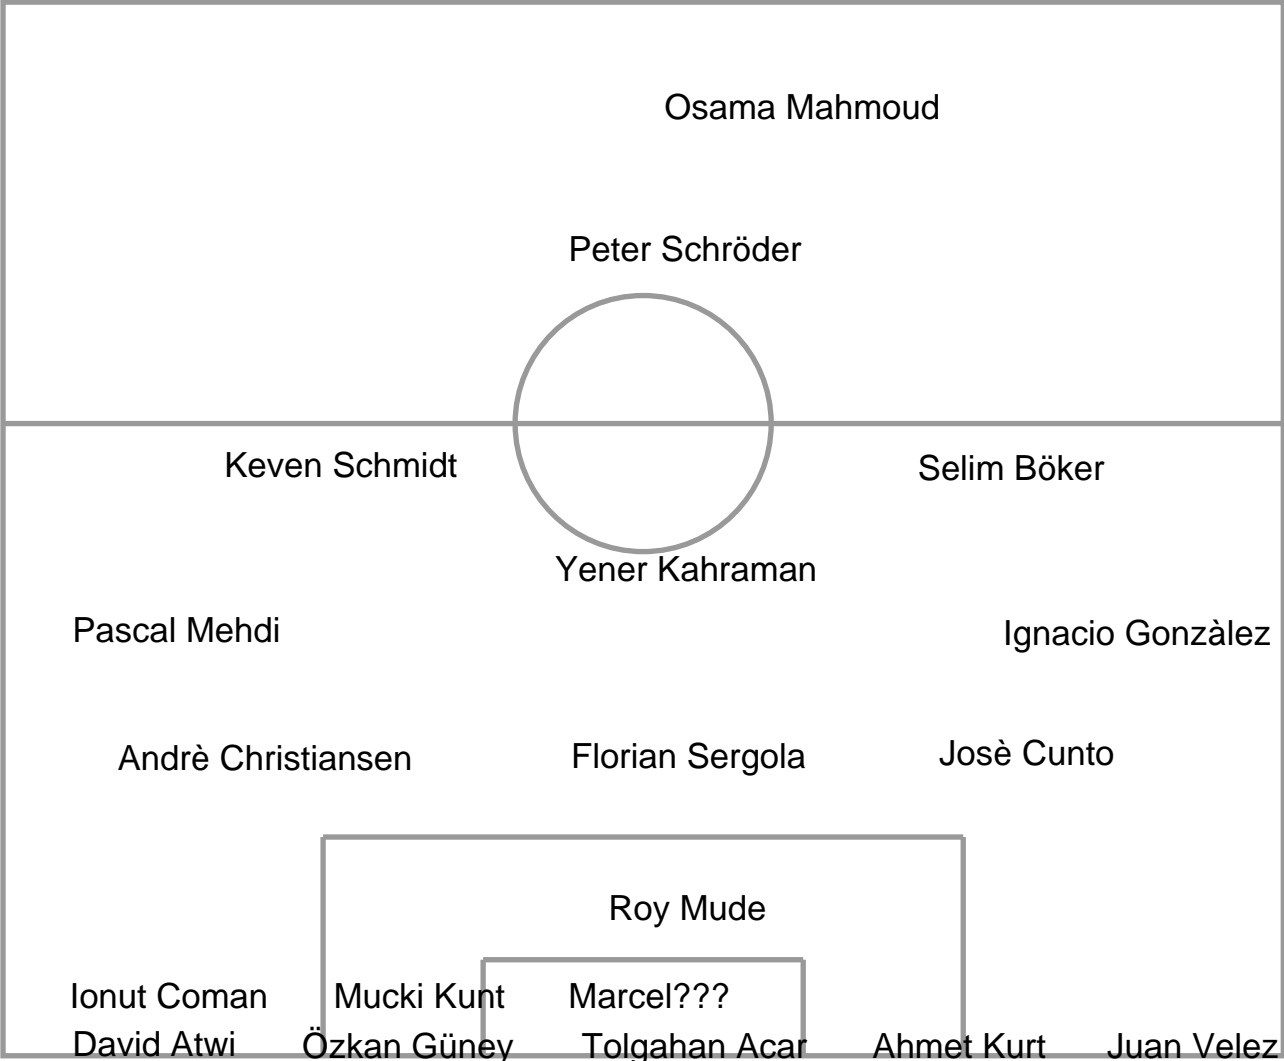 Osama Mahmoud
Peter Schröder
Keven Schmidt
Selim Böker
Yener Kahraman
Pascal Mehdi
Ignacio Gonzàlez
Andrè Christiansen
Florian Sergola
Josè Cunto
Roy Mude
Ionut Coman
Mucki Kunt
Marcel???
David Atwi
Özkan Güney
Tolgahan Acar
Ahmet Kurt
Juan Velez